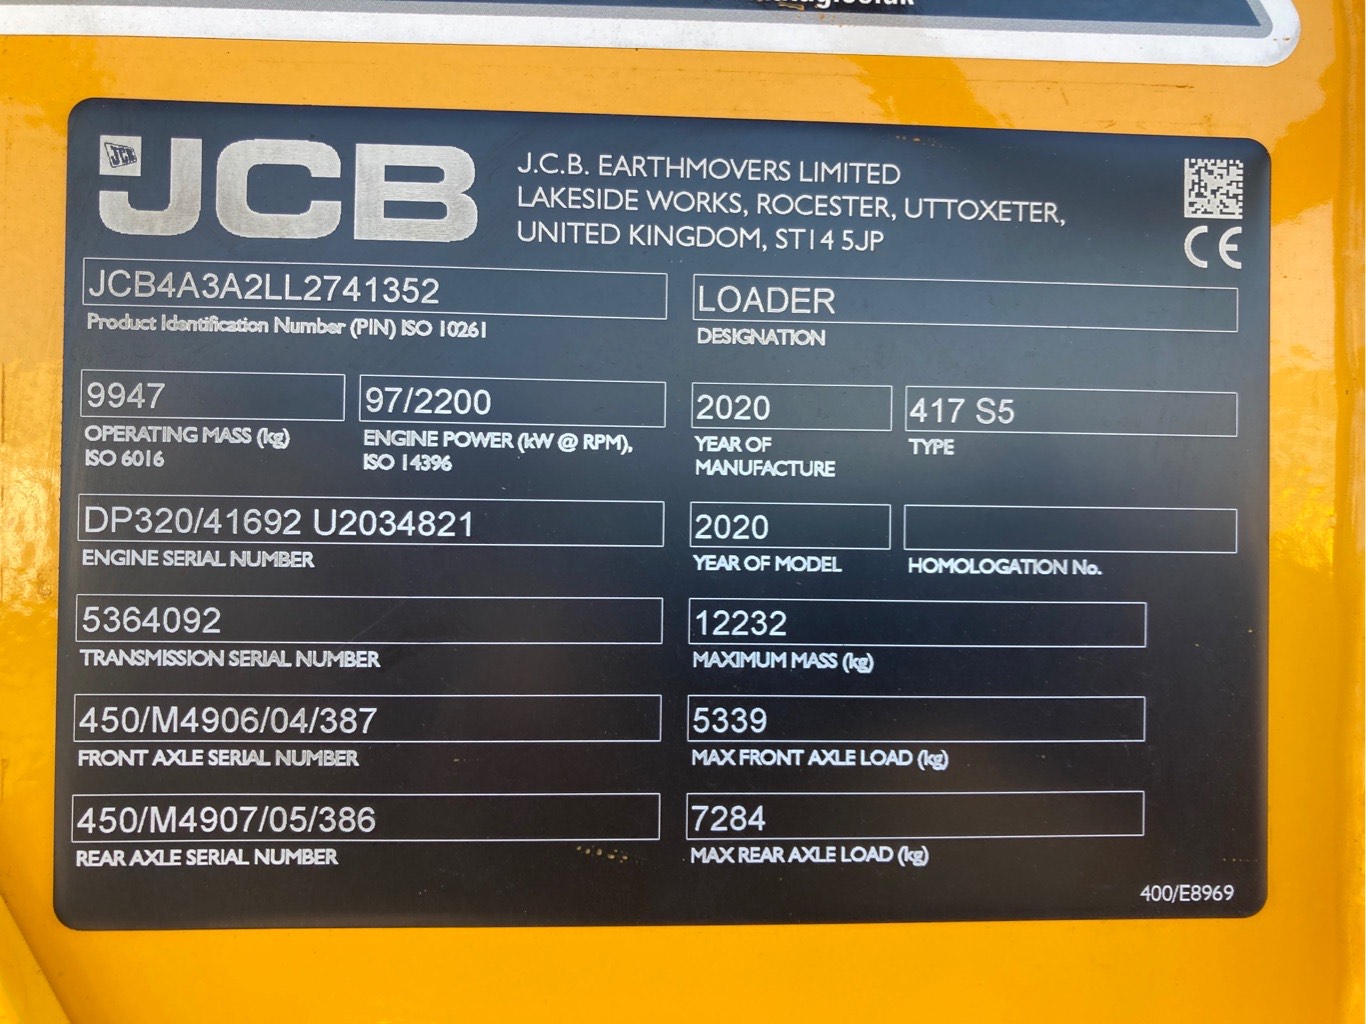 JCB
JCB
J.C.B. EARTHMOVERS LIMITED
LAKESIDE WORKS, ROCESTER, UTTOXETER,
UNITED KINGDOM, ST14 5JP
CE
JCB4A3A2LL2741352
Product Identification Number (PIN) ISO 10261
LOADER
DESIGNATION
9947
OPERATING MASS (kg)
ISO 6016
97/2200
ENGINE POWER (kW @ RPM),
ISO 14396
2020
YEAR OF
MANUFACTURE
417 S5
TYPE
DP320/41692 U2034821
ENGINE SERIAL NUMBER
2020
YEAR OF MODEL
HOMOLOGATION No.
5364092
TRANSMISSION SERIAL NUMBER
12232
MAXIMUM MASS (kg)
450/M4906/04/387
FRONT AXLE SERIAL NUMBER
5339
MAX FRONT AXLE LOAD (kg)
450/M4907/05/386
REAR AXLE SERIAL NUMBER
7284
MAX REAR AXLE LOAD (kg)
400/E8969